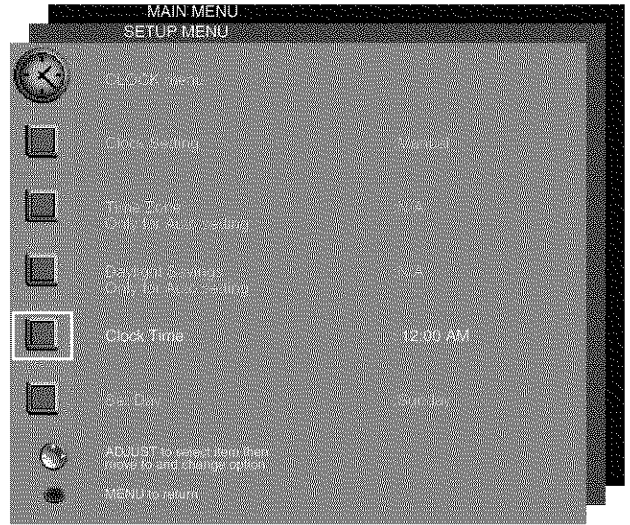 MAIN MENU
SETUP MENU
CLOCK menu
Clock Setting Manual
Time Zone N/A
Only for Auto setting
Daylight Savings N/A
Only for Auto setting
Clock Time 12:00 AM
Set Day Sunday
ADJUST to select item then
move to and change option
MENU to return